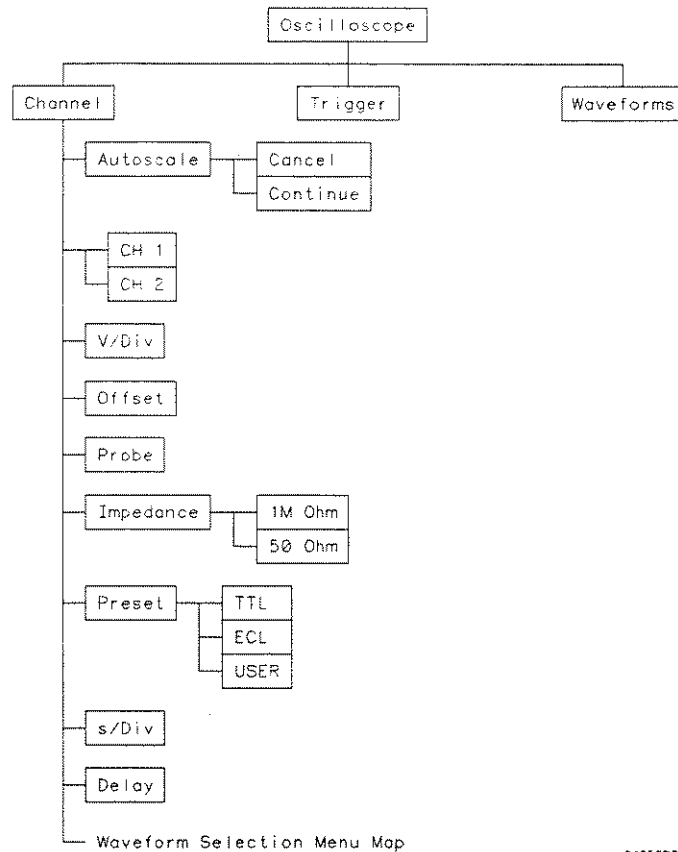 Oscilloscope
Channel
Trigger
Waveforms
Autoscale
Cancel
Continue
CH 1
CH 2
V/Div
Offset
Probe
Impedance
1M Ohm
50 Ohm
Preset
TTL
ECL
USER
s/Div
Delay
Waveform Selection Menu Map